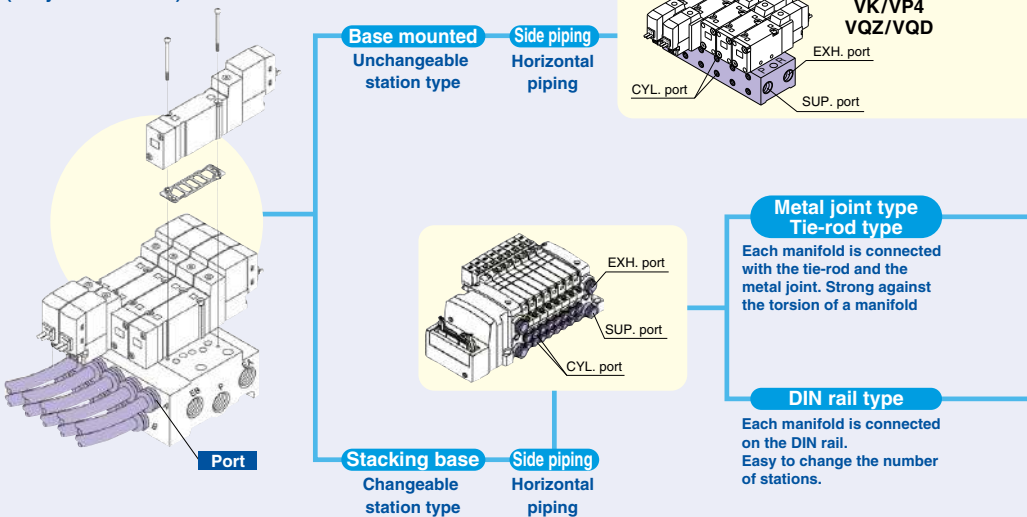 VK/VP4
VQZ/VQD
Base mounted
Unchangeable
station type
Side piping
Horizontal
piping
EXH. port
CYL. port
SUP. port
Metal joint type
Tie-rod type
Each manifold is connected
with the tie-rod and the
metal joint. Strong against
the torsion of a manifold
EXH. port
SUP. port
CYL. port
DIN rail type
Each manifold is connected
on the DIN rail.
Easy to change the number
of stations.
Port
Stacking base
Changeable
station type
Side piping
Horizontal
piping